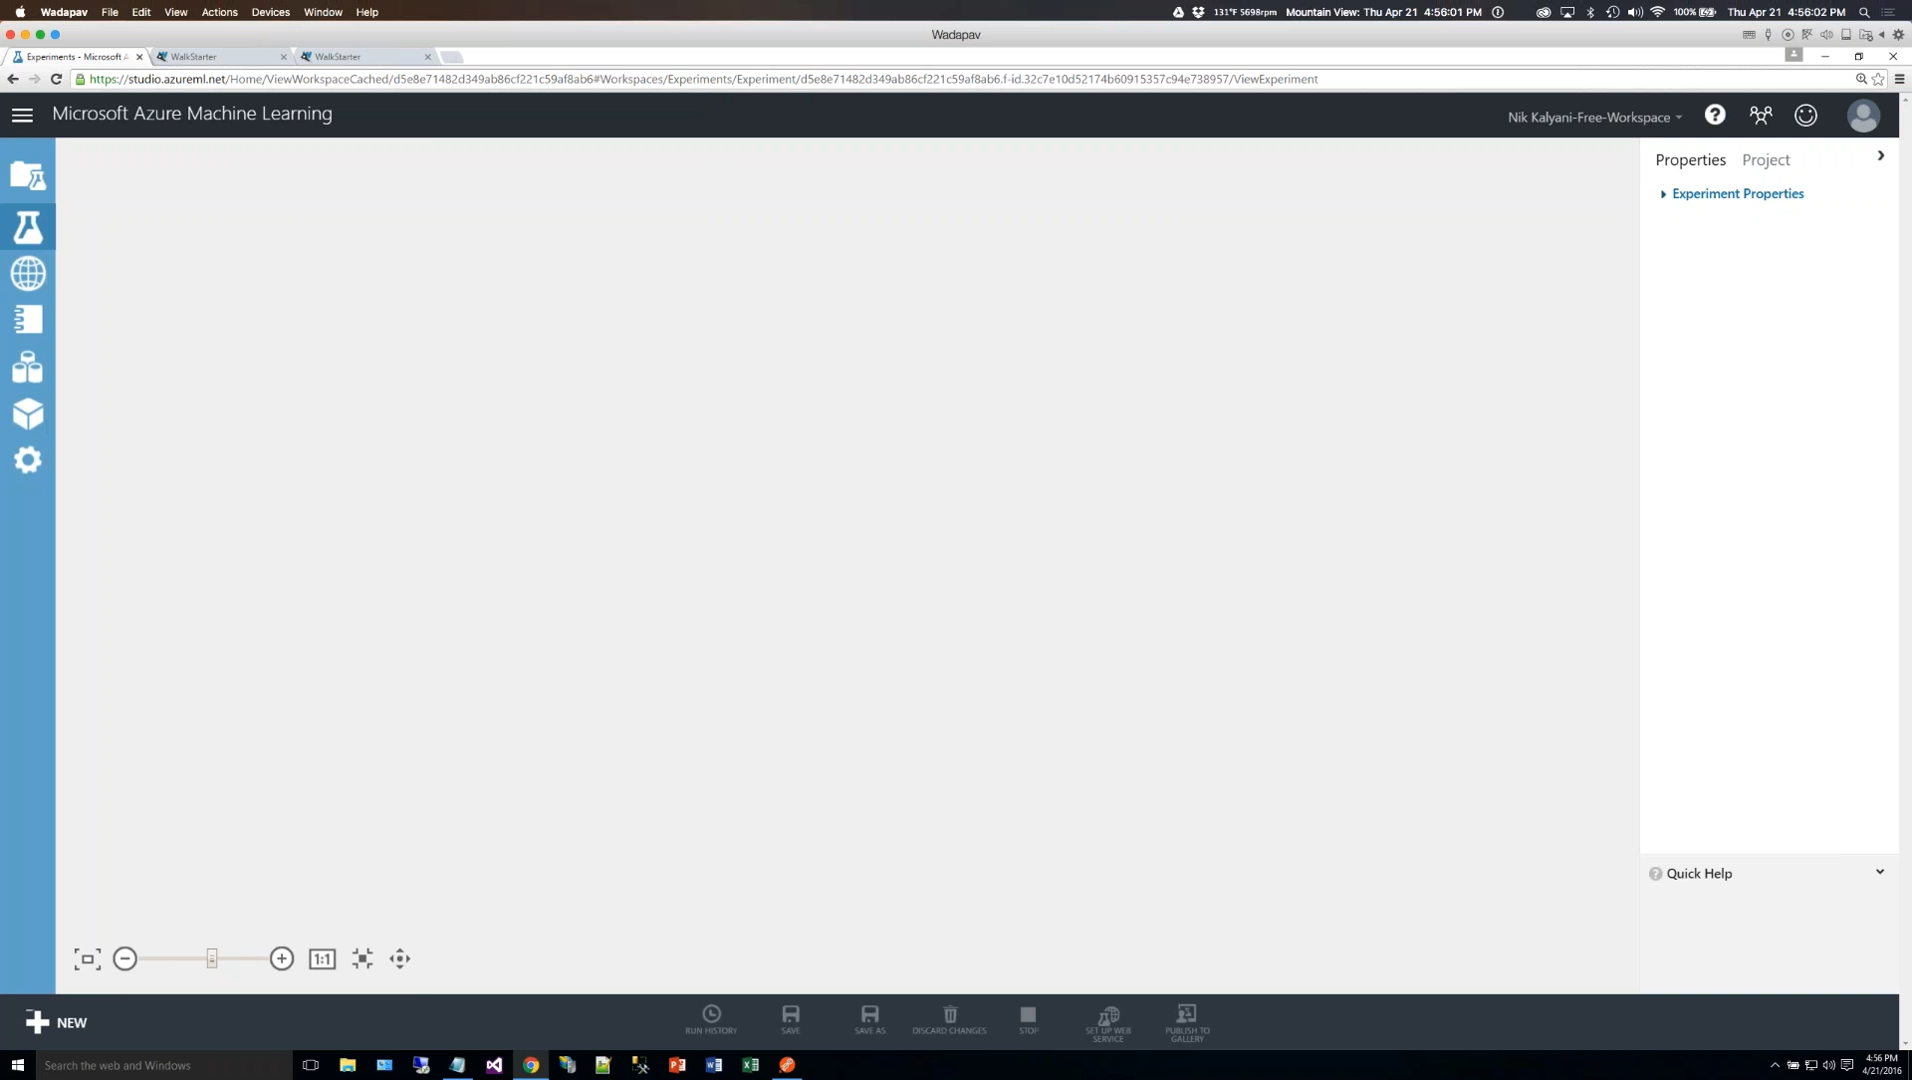 Wadapav File Edit View Actions Devices Window Help 131°F 5698rpm Mountain View: Thu Apr 21 4:56:01 PM 100% Thu Apr 21 4:56:02 PM
Wadapav
Experiments - Microsoft A WalkStarter WalkStarter
https://studio.azureml.net/Home/ViewWorkspaceCached/d5e8e71482d349ab86cf221c59af8ab6#Workspaces/Experiments/Experiment/d5e8e71482d349ab86cf221c59af8ab6.f-id.32c7e10d52174b60915357c94e738957/ViewExperiment
Microsoft Azure Machine Learning Nik Kalyani-Free-Workspace
Properties Project
Experiment Properties
Quick Help
1:1
NEW
RUN HISTORY SAVE SAVE AS DISCARD CHANGES STOP SET UP WEB SERVICE PUBLISH TO GALLERY
Search the web and Windows
4:56 PM
4/21/2016